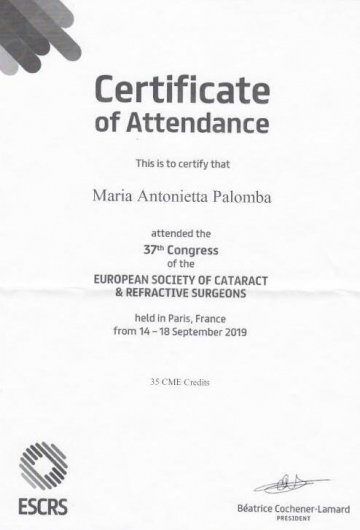 Certificate
of Attendance
This is to certify that
Maria Antonietta Palomba
attended the
37th Congress
of the
EUROPEAN SOCIETY OF CATARACT
& REFRACTIVE SURGEONS
held in Paris, France
from 14 – 18 September 2019
35 CME Credits
ESCRS
Béatrice Cochener-Lamard
PRESIDENT